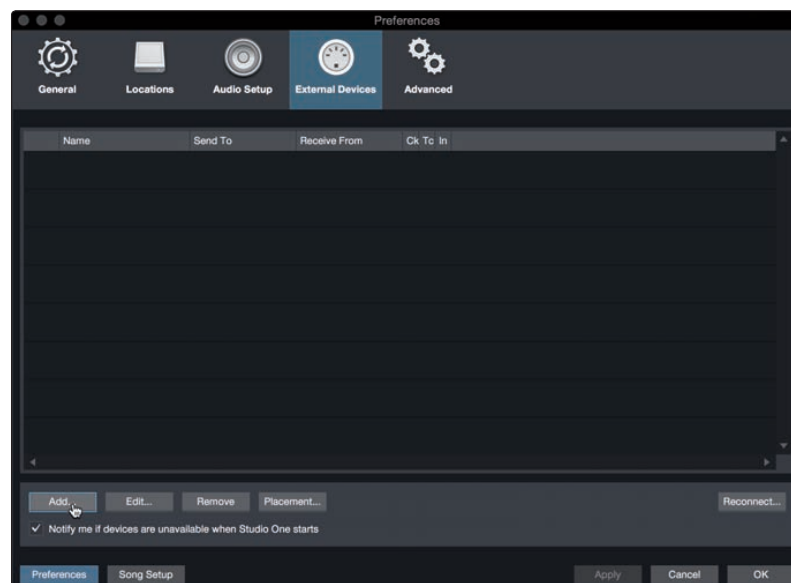 Preferences
General Locations Audio Setup External Devices Advanced
Name Send To Receive From Ck Tc In
Add... Edit... Remove Placement... Reconnect...
Notify me if devices are unavailable when Studio One starts
Preferences Song Setup Apply Cancel OK